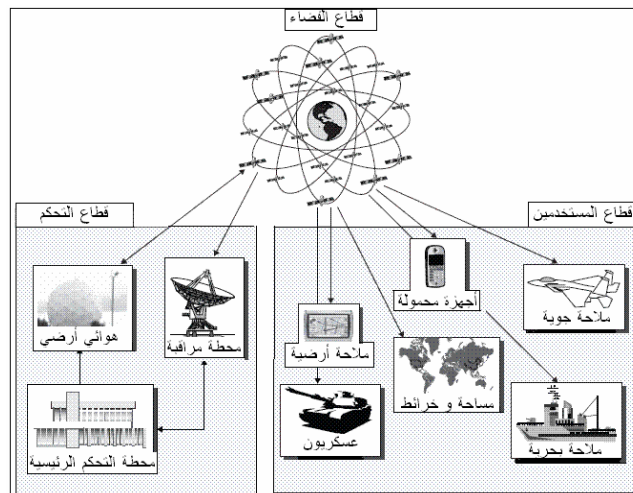 قطاع الفضاء
قطاع المستخدمين
قطاع التحكم
أجهزة محمولة
ملاحة جوية
هوائي أرضي
محطة مراقبة
ملاحة أرضية
مساحة و خرائط
عسكريون
ملاحة بحرية
محطة التحكم الرئيسية